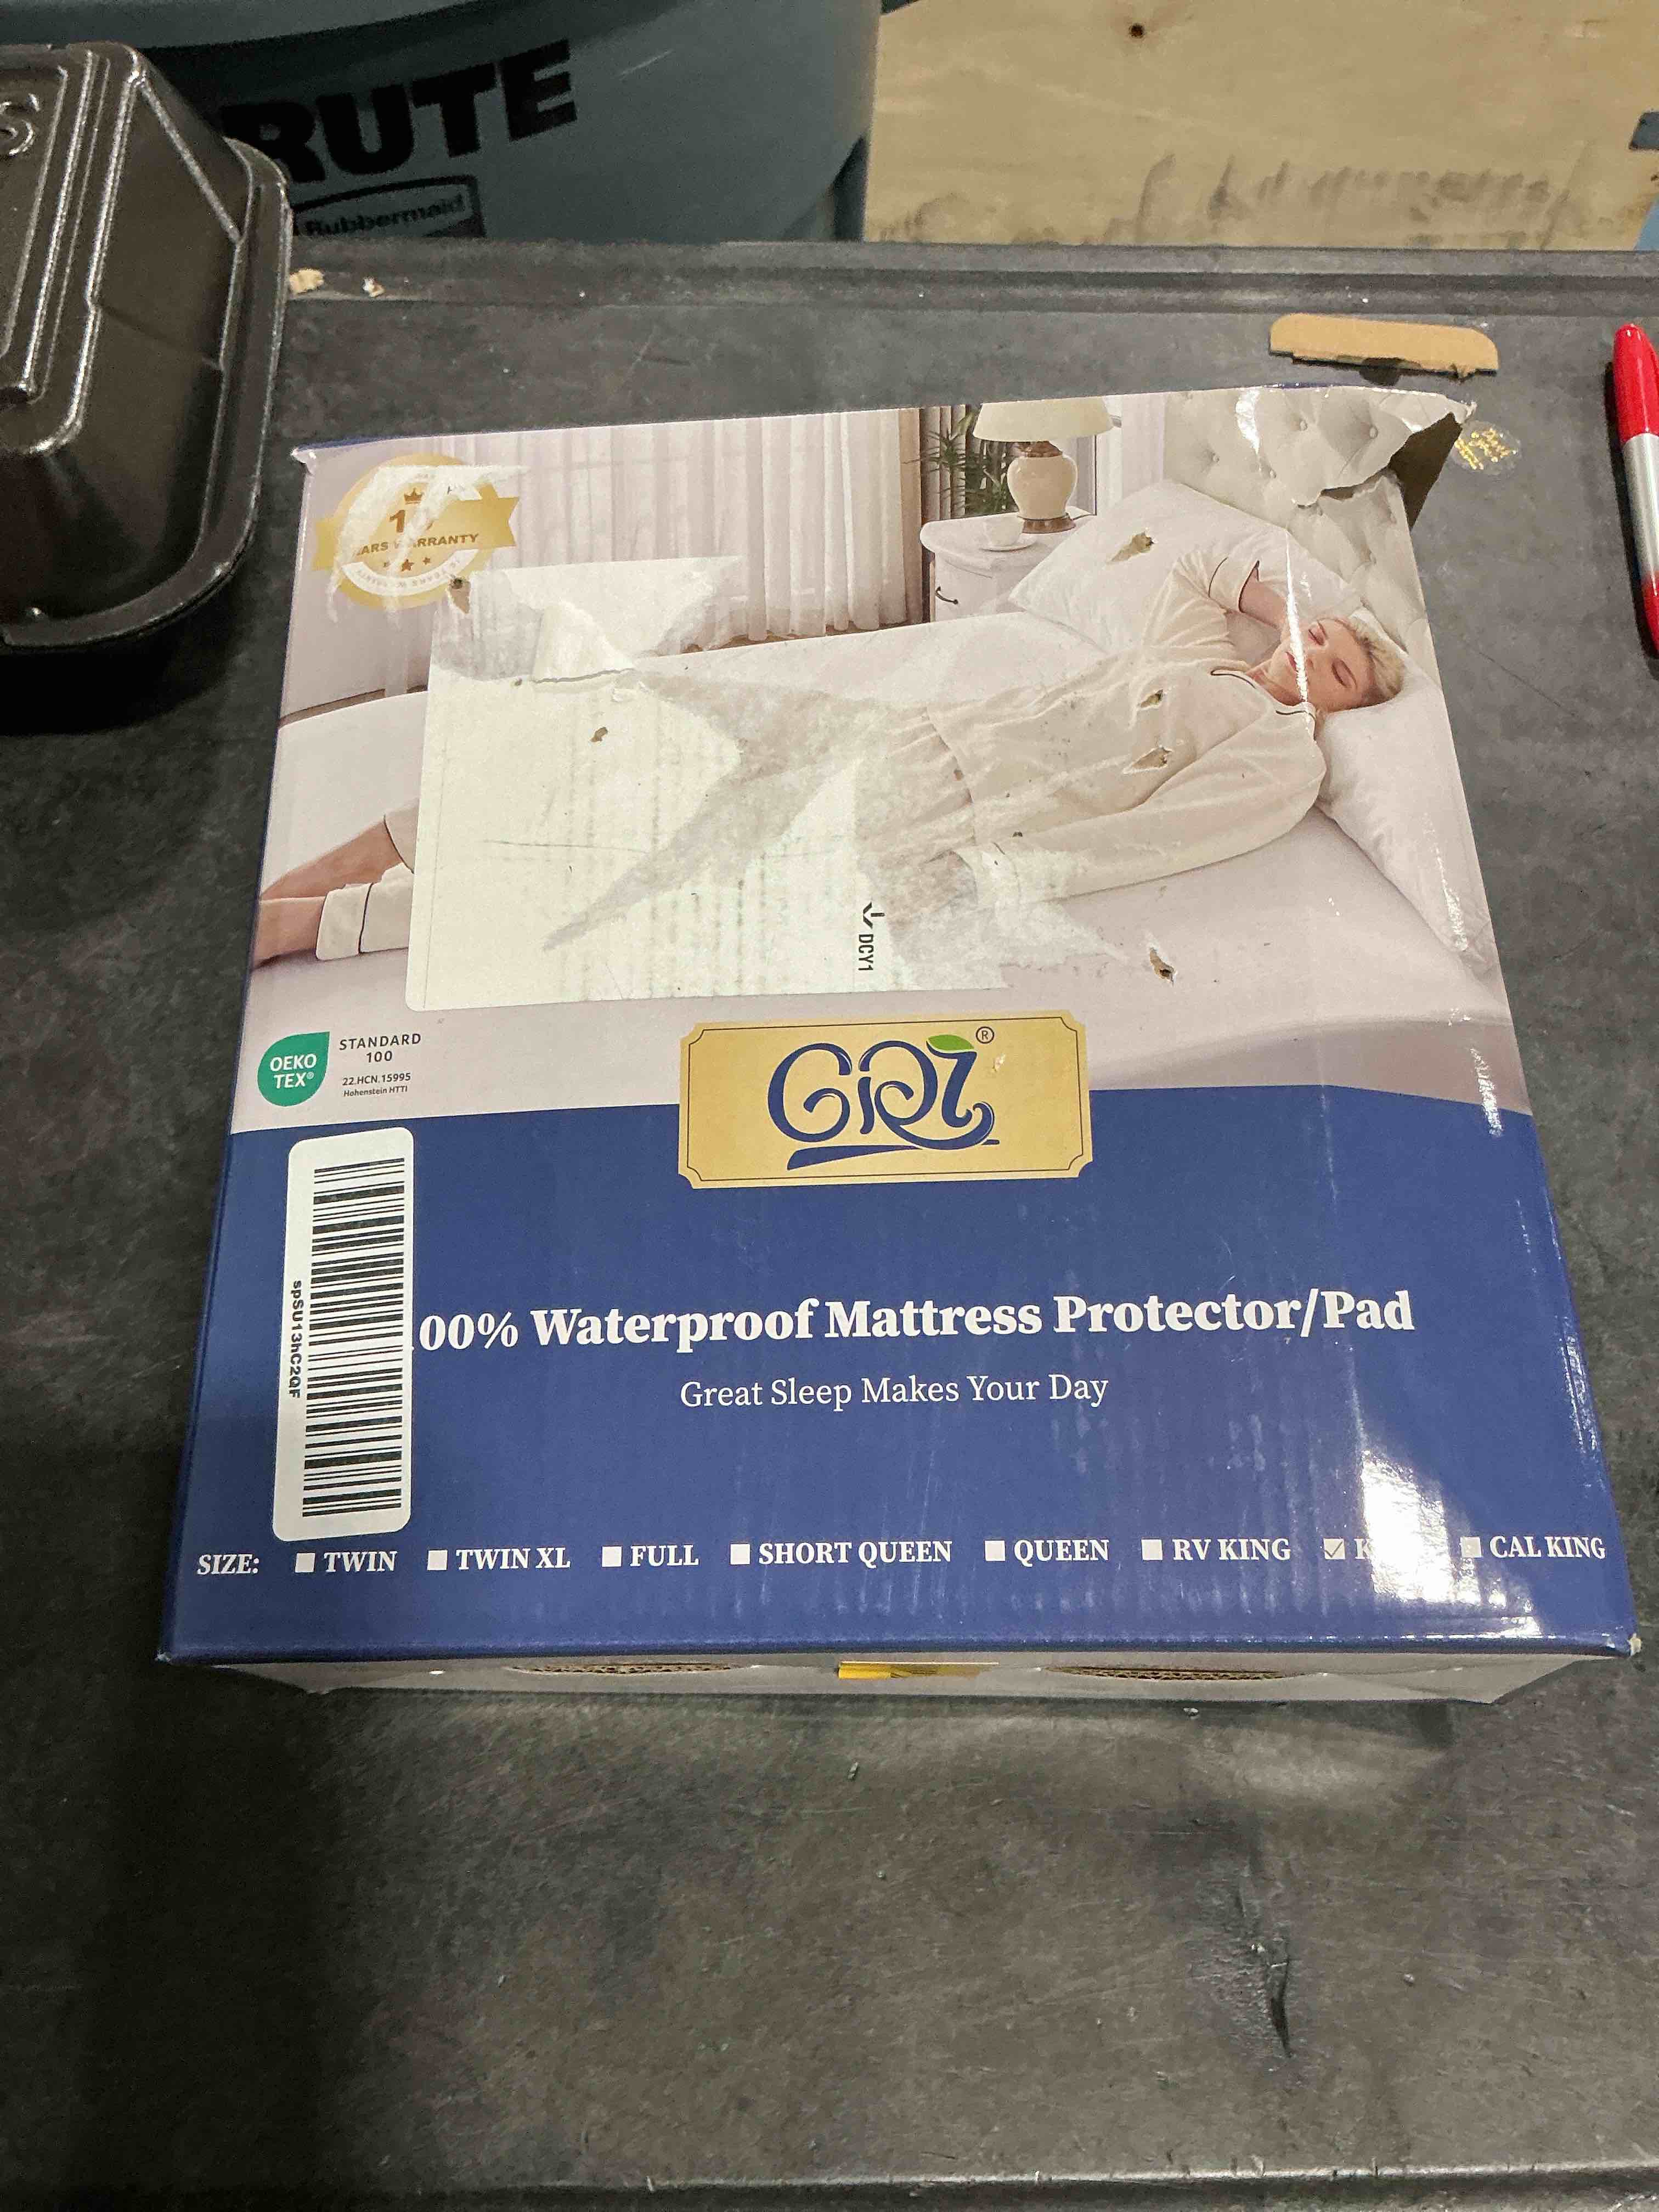 RUTE
Rubbermaid
1
ARS WARRANTY
DCY1
OEKO
TEX®
STANDARD
100
22.HCN.15995
Hohenstein HTTI
GRT®
spSU13hC2QF
00% Waterproof Mattress Protector/Pad
Great Sleep Makes Your Day
SIZE: TWIN TWIN XL FULL SHORT QUEEN QUEEN RV KING K CAL KING